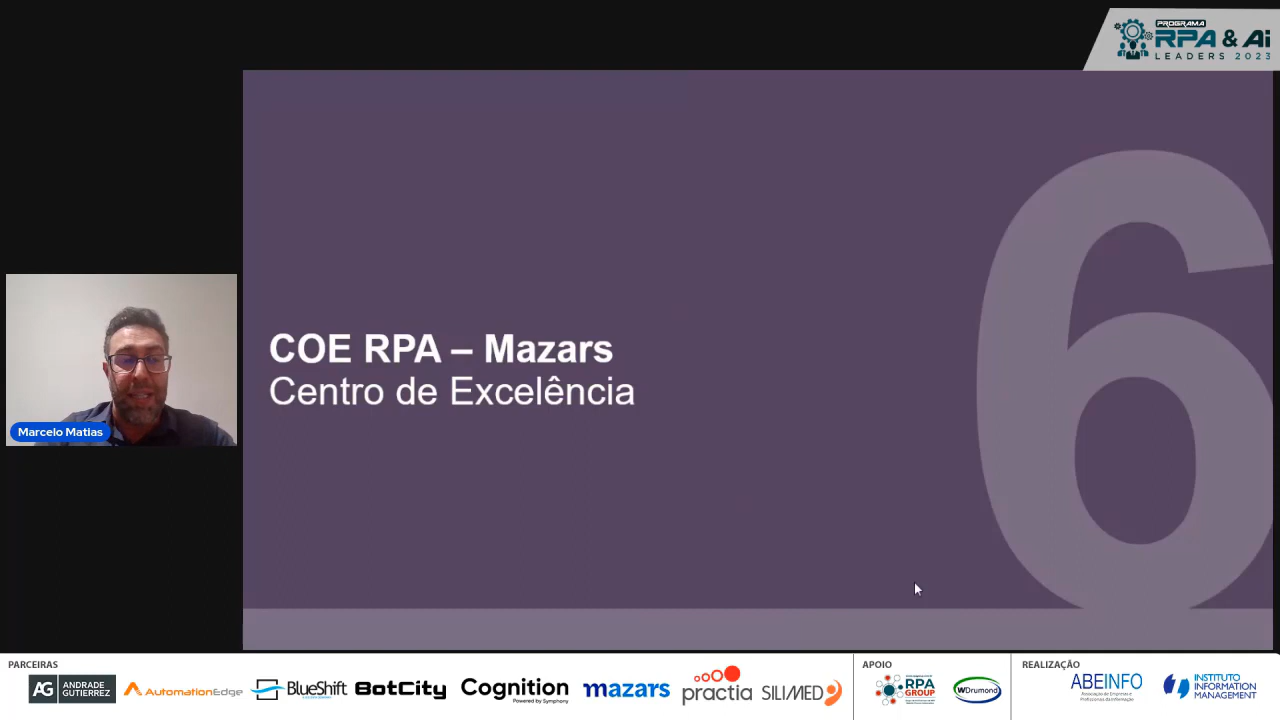 PROGRAMA
RPA & Ai
LEADERS 2023
6
COE RPA – Mazars
Centro de Excelência
Marcelo Matias
PARCEIRAS
AG ANDRADE GUTIERREZ
AutomationEdge
BlueShift
BotCity
Cognition
Powered by Symphony
mazars
practia
SILIMED
APOIO
RPA GROUP
WDrumond
REALIZAÇÃO
ABEINFO
Associação de Empresas e
Profissionais da Informação
INSTITUTO
INFORMATION
MANAGEMENT